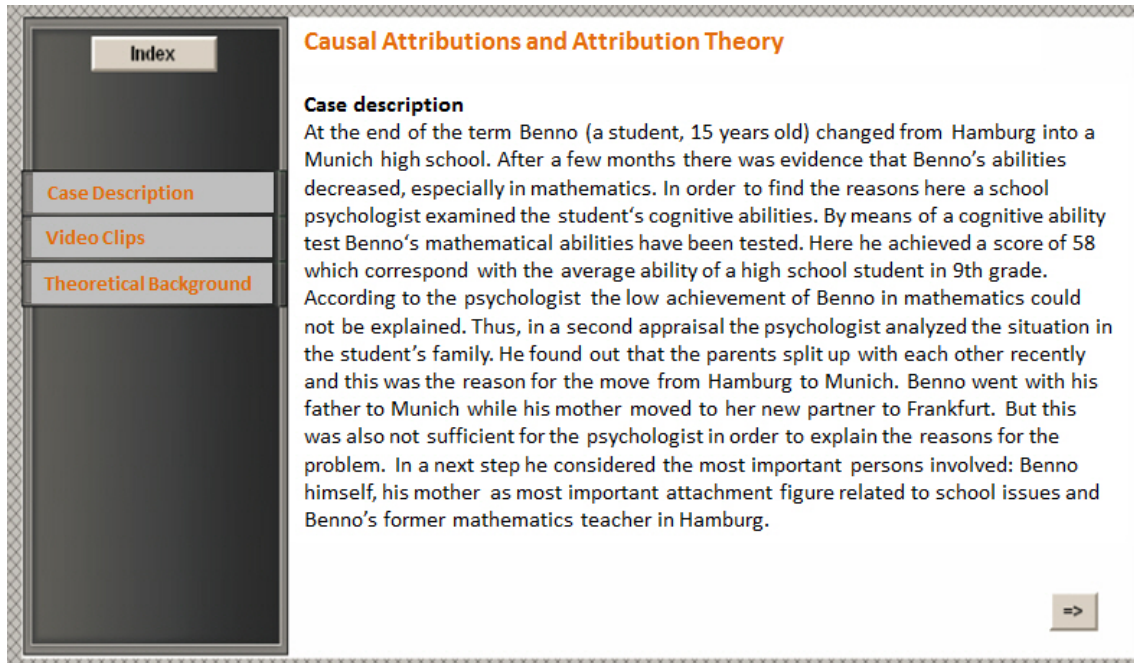 Index
Case Description
Video Clips
Theoretical Background
Causal Attributions and Attribution Theory
Case description
At the end of the term Benno (a student, 15 years old) changed from Hamburg into a
Munich high school. After a few months there was evidence that Benno’s abilities
decreased, especially in mathematics. In order to find the reasons here a school
psychologist examined the student‘s cognitive abilities. By means of a cognitive ability
test Benno‘s mathematical abilities have been tested. Here he achieved a score of 58
which correspond with the average ability of a high school student in 9th grade.
According to the psychologist the low achievement of Benno in mathematics could
not be explained. Thus, in a second appraisal the psychologist analyzed the situation in
the student’s family. He found out that the parents split up with each other recently
and this was the reason for the move from Hamburg to Munich. Benno went with his
father to Munich while his mother moved to her new partner to Frankfurt. But this
was also not sufficient for the psychologist in order to explain the reasons for the
problem. In a next step he considered the most important persons involved: Benno
himself, his mother as most important attachment figure related to school issues and
Benno’s former mathematics teacher in Hamburg.
=>